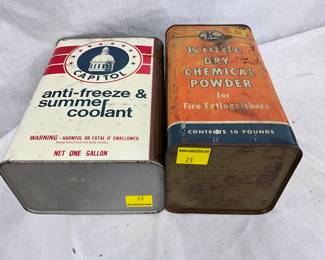 CAPITOL
anti-freeze &
summer
coolant
WARNING - HARMFUL OR FATAL IF SWALLOWED
NET ONE GALLON
K
Kidde
DRY
CHEMICAL
POWDER
for
Fire Extinguishers
CONTENTS 10 POUNDS
25